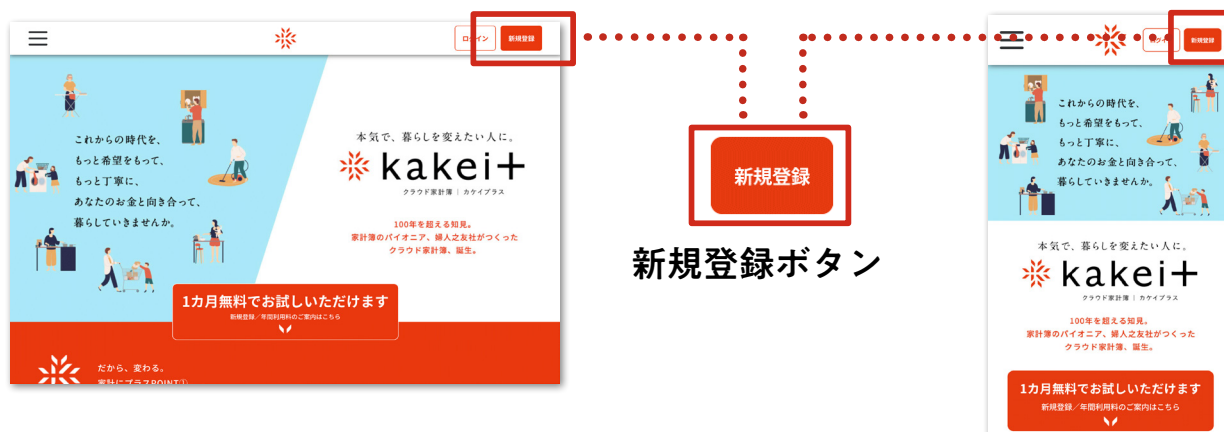 ログイン
新規登録
これからの時代を、
もっと希望をもって、
もっと丁寧に、
あなたのお金と向き合って、
暮らしていきませんか。
本気で、暮らしを変えたい人に。
kakei+
クラウド家計簿 | カケイプラス
100年を超える知見。
家計簿のパイオニア、婦人之友社がつくった
クラウド家計簿、誕生。
1カ月無料でお試しいただけます
新規登録／年間利用料のご案内はこちら
だから、変わる。
家計にプラスPOINT①
新規登録
新規登録ボタン
ログイン
新規登録
これからの時代を、
もっと希望をもって、
もっと丁寧に、
あなたのお金と向き合って、
暮らしていきませんか。
本気で、暮らしを変えたい人に。
kakei+
クラウド家計簿 | カケイプラス
100年を超える知見。
家計簿のパイオニア、婦人之友社がつくった
クラウド家計簿、誕生。
1カ月無料でお試しいただけます
新規登録／年間利用料のご案内はこちら